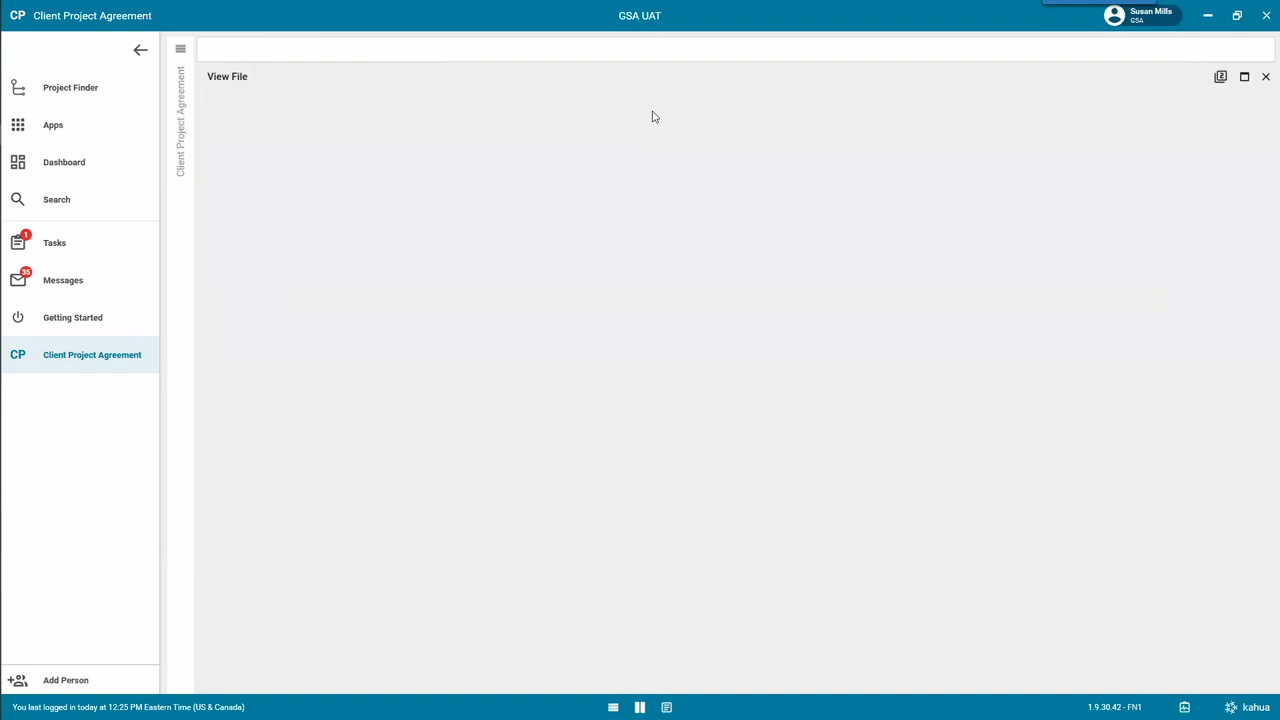 CP Client Project Agreement
GSA UAT
Susan Mills
GSA
Client Project Agreement
View File
Project Finder
Apps
Dashboard
Search
1
Tasks
35
Messages
Getting Started
CP Client Project Agreement
Add Person
You last logged in today at 12:25 PM Eastern Time (US & Canada)
1.9.30.42 - FN1
kahua